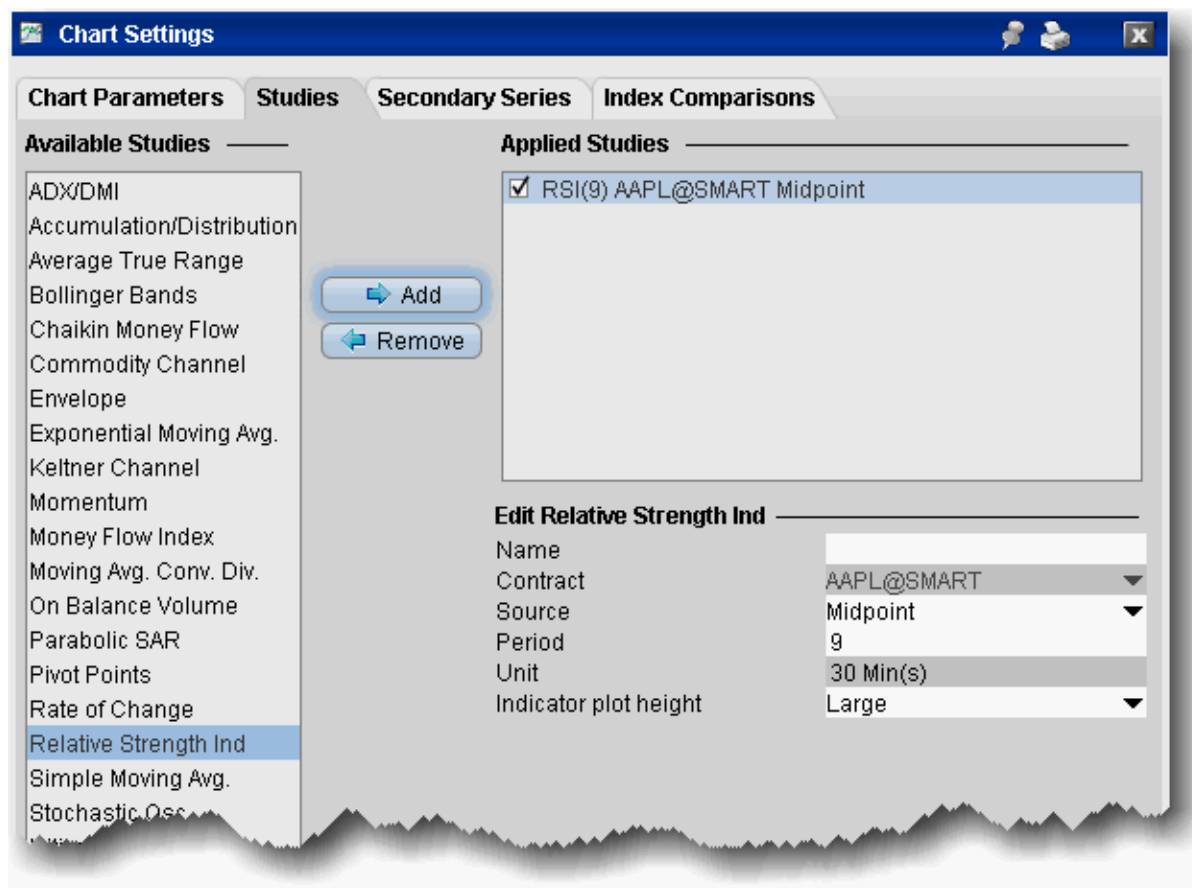 Chart Settings
Chart Parameters Studies Secondary Series Index Comparisons
Available Studies
ADX/DMI
Accumulation/Distribution
Average True Range
Bollinger Bands
Chaikin Money Flow
Commodity Channel
Envelope
Exponential Moving Avg.
Keltner Channel
Momentum
Money Flow Index
Moving Avg. Conv. Div.
On Balance Volume
Parabolic SAR
Pivot Points
Rate of Change
Relative Strength Ind
Simple Moving Avg.
Stochastic Osc
Add
Remove
Applied Studies
RSI(9) AAPL@SMART Midpoint
Edit Relative Strength Ind
Name
Contract AAPL@SMART
Source Midpoint
Period 9
Unit 30 Min(s)
Indicator plot height Large